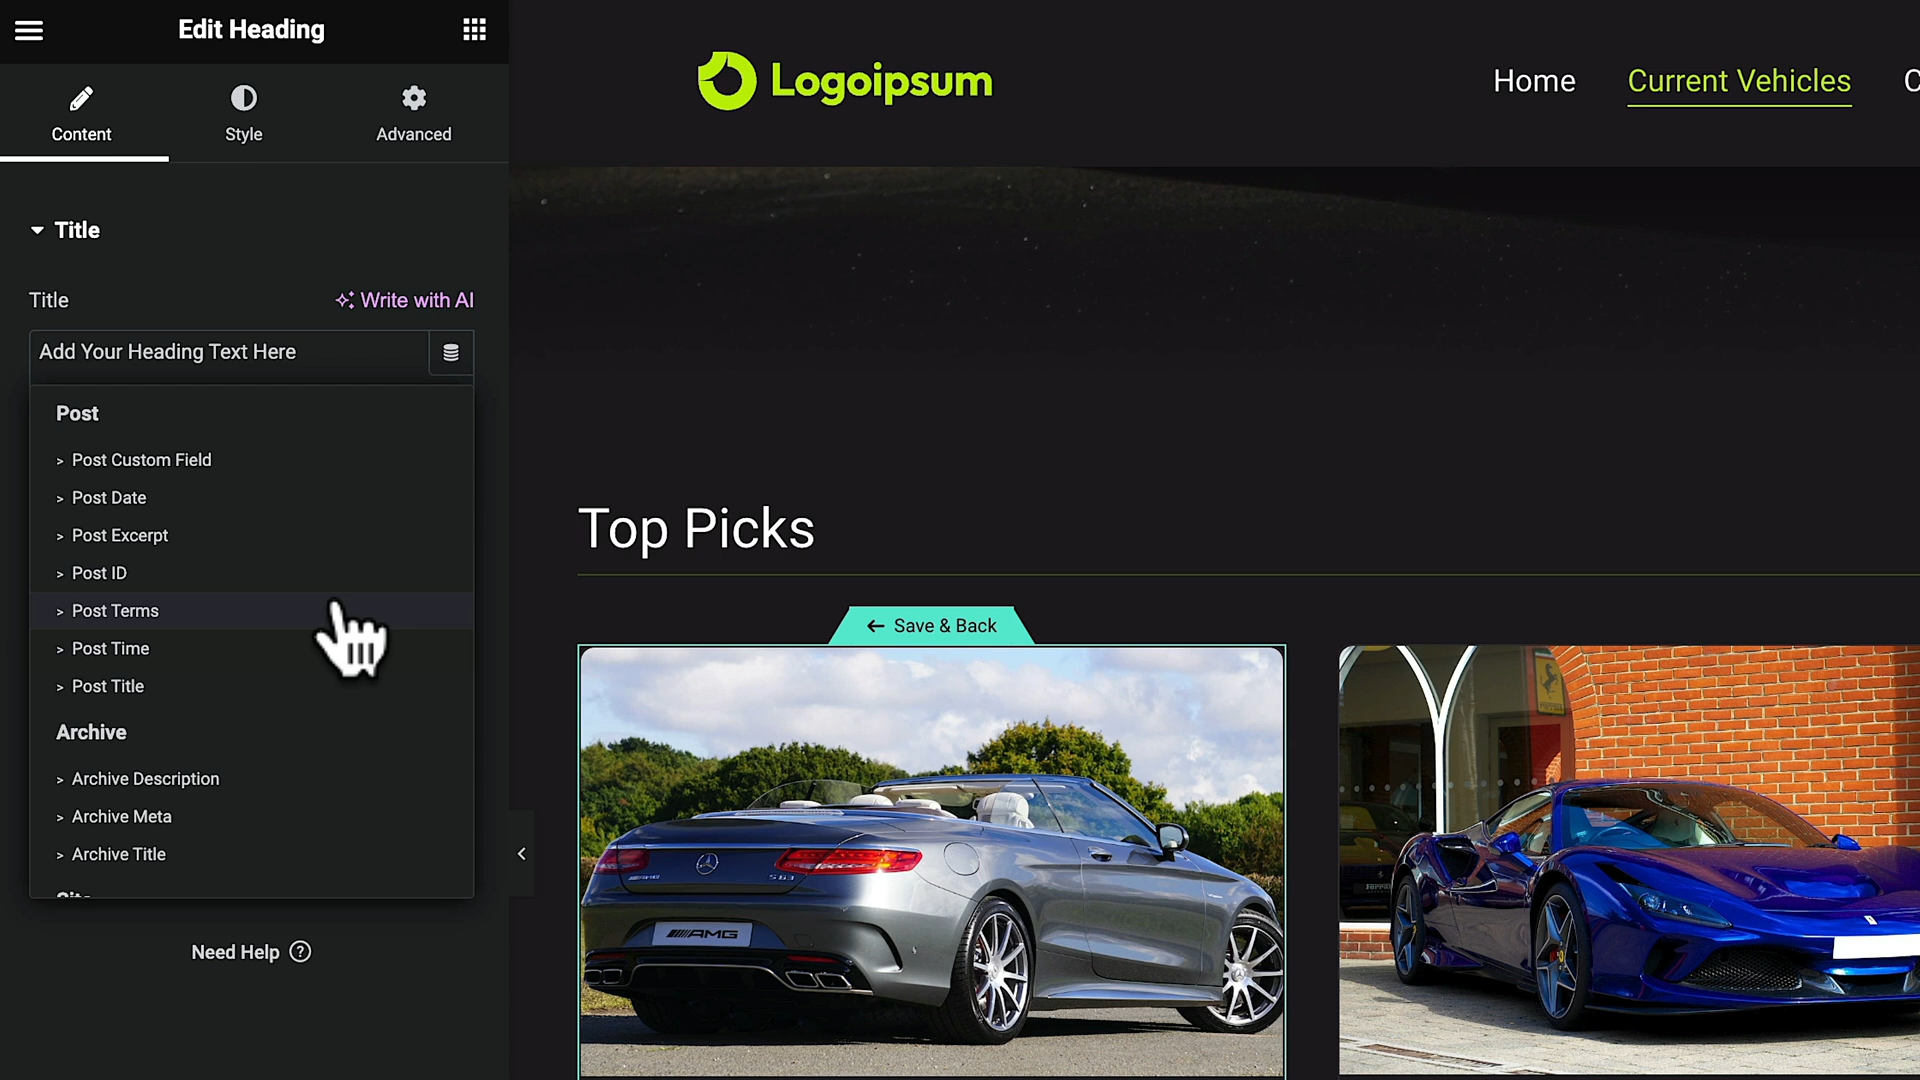 Edit Heading
Content
Style
Advanced
Title
Title
Write with AI
Add Your Heading Text Here
Post
> Post Custom Field
> Post Date
> Post Excerpt
> Post ID
> Post Terms
> Post Time
> Post Title
Archive
> Archive Description
> Archive Meta
> Archive Title
Need Help
Logoipsum
Home
Current Vehicles
C
Top Picks
Save & Back
S 63
AMG
Ferrari